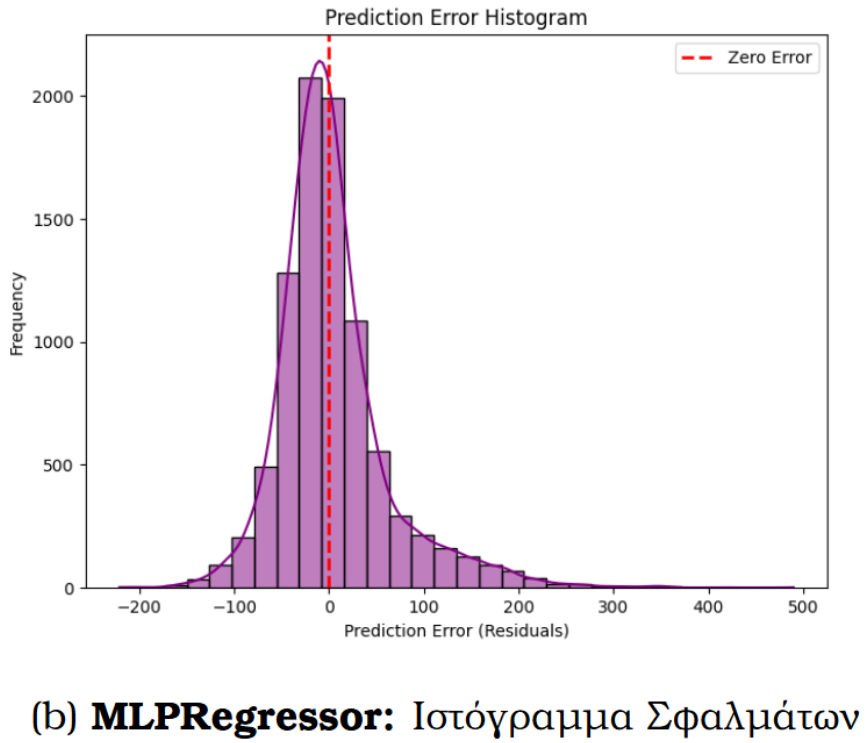 Prediction Error Histogram
Zero Error
2000
1500
1000
500
0
Frequency
−200
−100
0
100
200
300
400
500
Prediction Error (Residuals)
(b) MLPRegressor: Ιστόγραμμα Σφαλμάτων